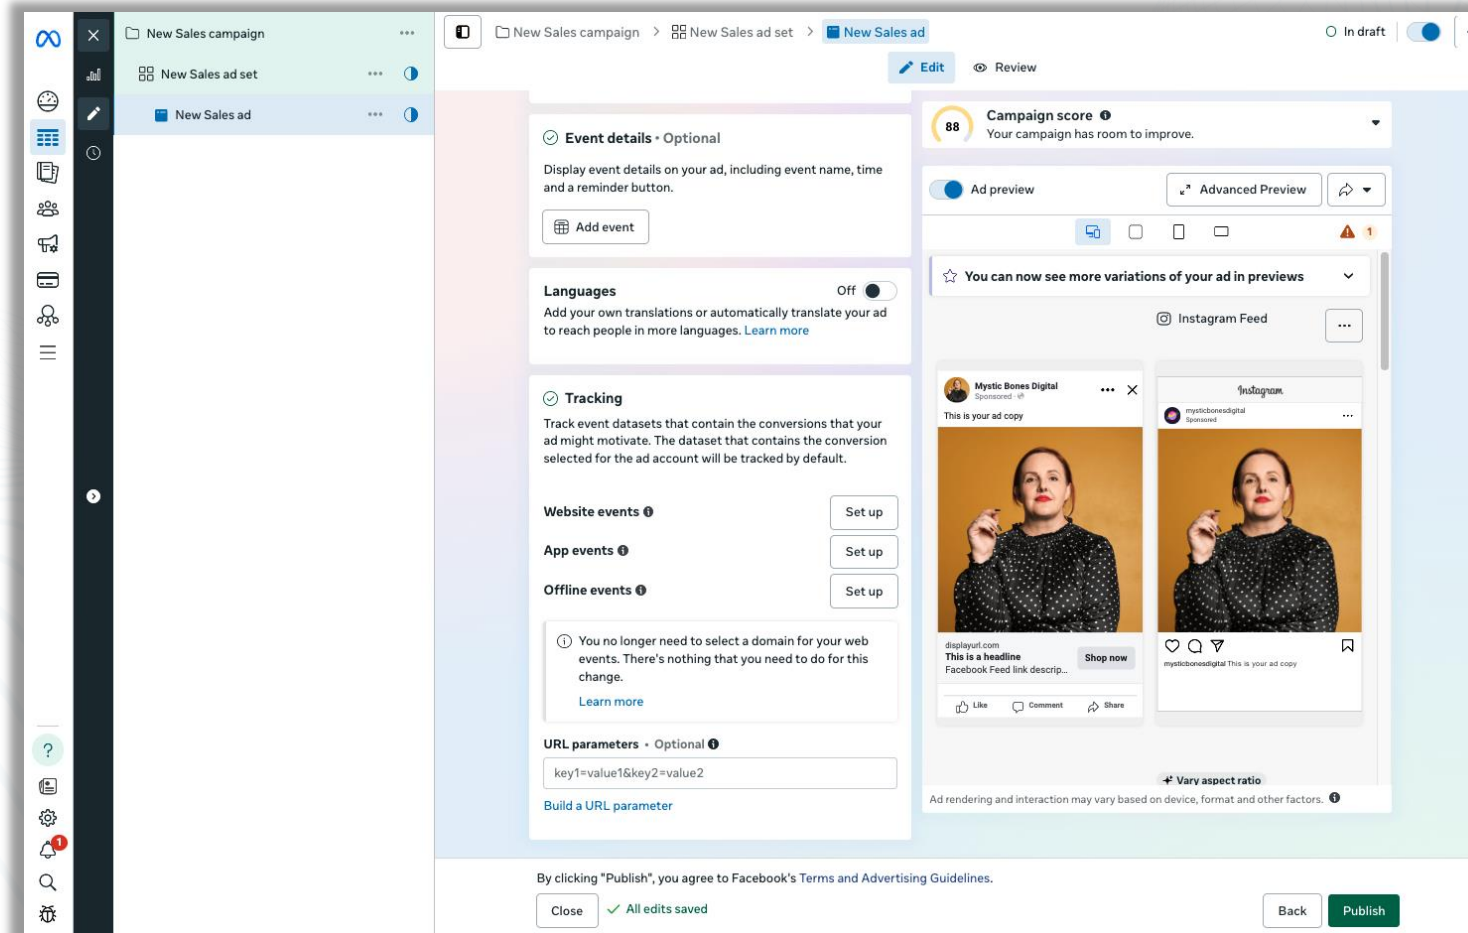 New Sales campaign
New Sales ad set
New Sales ad
New Sales campaign
New Sales ad set
New Sales ad
In draft
Edit
Review
Event details • Optional
Display event details on your ad, including event name, time
and a reminder button.
Add event
Languages
Off
Add your own translations or automatically translate your ad
to reach people in more languages. Learn more
Tracking
Track event datasets that contain the conversions that your
ad might motivate. The dataset that contains the conversion
selected for the ad account will be tracked by default.
Website events
Set up
App events
Set up
Offline events
Set up
You no longer need to select a domain for your web
events. There's nothing that you need to do for this
change.
Learn more
URL parameters • Optional
key1=value1&key2=value2
Build a URL parameter
88
Campaign score
Your campaign has room to improve.
Ad preview
Advanced Preview
1
You can now see more variations of your ad in previews
Instagram Feed
Mystic Bones Digital
Sponsored
This is your ad copy
displayurl.com
This is a headline
Facebook Feed link descrip...
Shop now
Like
Comment
Share
Instagram
mysticbonesdigital
Sponsored
mysticbonesdigital This is your ad copy
Vary aspect ratio
Ad rendering and interaction may vary based on device, format and other factors.
1
By clicking "Publish", you agree to Facebook's Terms and Advertising Guidelines.
Close
All edits saved
Back
Publish